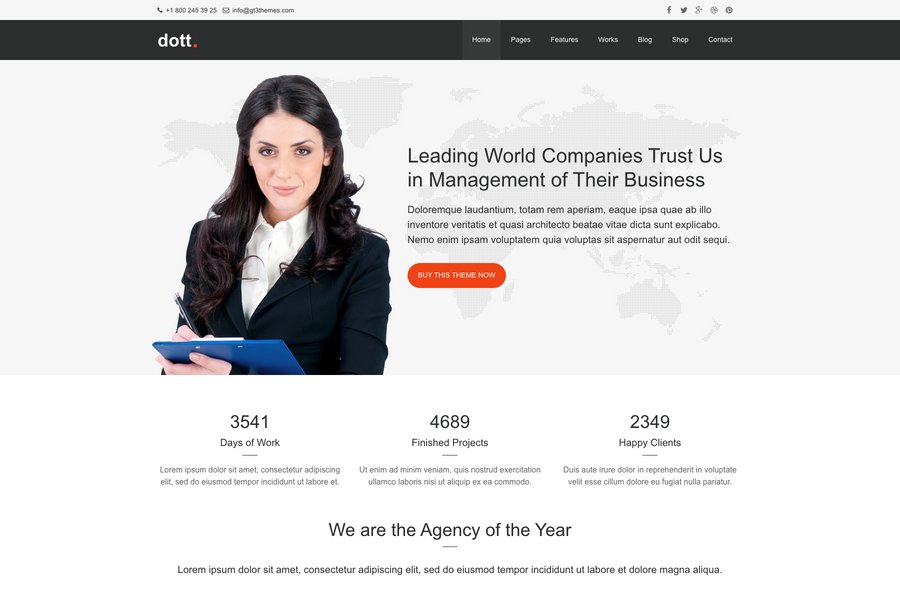 +1 800 245 39 25 info@gt3themes.com
dott.
Home Pages Features Works Blog Shop Contact
Leading World Companies Trust Us
in Management of Their Business
Doloremque laudantium, totam rem aperiam, eaque ipsa quae ab illo
inventore veritatis et quasi architecto beatae vitae dicta sunt explicabo.
Nemo enim ipsam voluptatem quia voluptas sit aspernatur aut odit sequi.
BUY THIS THEME NOW
3541
Days of Work
Lorem ipsum dolor sit amet, consectetur adipiscing
elit, sed do eiusmod tempor incididunt ut labore et.
4689
Finished Projects
Ut enim ad minim veniam, quis nostrud exercitation
ullamco laboris nisi ut aliquip ex ea commodo.
2349
Happy Clients
Duis aute irure dolor in reprehenderit in voluptate
velit esse cillum dolore eu fugiat nulla pariatur.
We are the Agency of the Year
Lorem ipsum dolor sit amet, consectetur adipiscing elit, sed do eiusmod tempor incididunt ut labore et dolore magna aliqua.